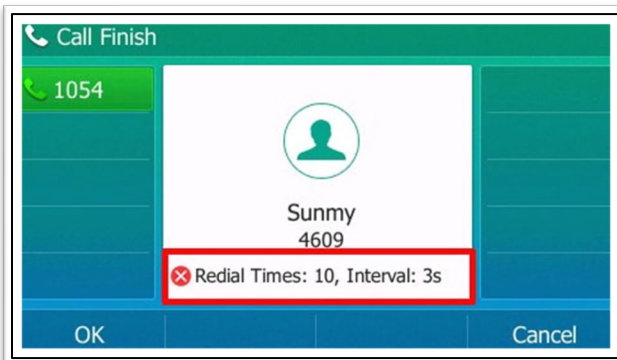 Call Finish
1054
Sunmy
4609
Redial Times: 10, Interval: 3s
OK
Cancel